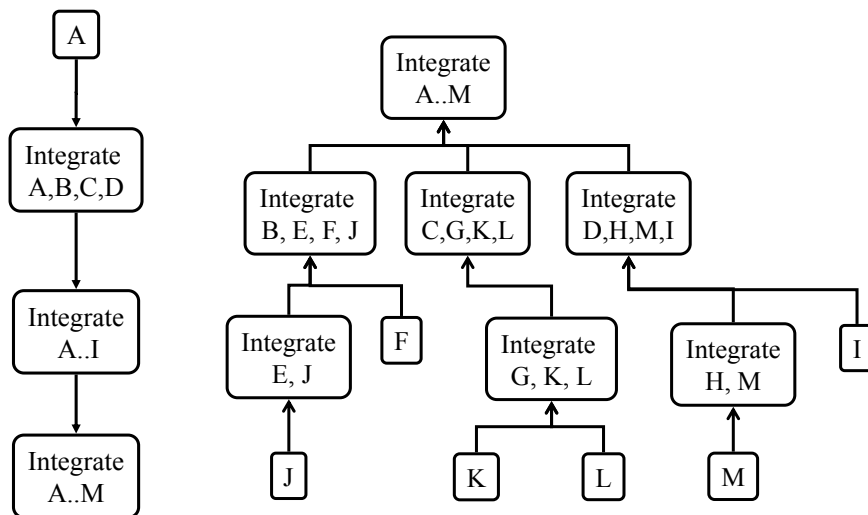 A
Integrate
A,B,C,D
Integrate
A..I
Integrate
A..M
Integrate
A..M
Integrate
B, E, F, J
Integrate
C,G,K,L
Integrate
D,H,M,I
Integrate
E, J
F
Integrate
G, K, L
Integrate
H, M
I
J
K
L
M